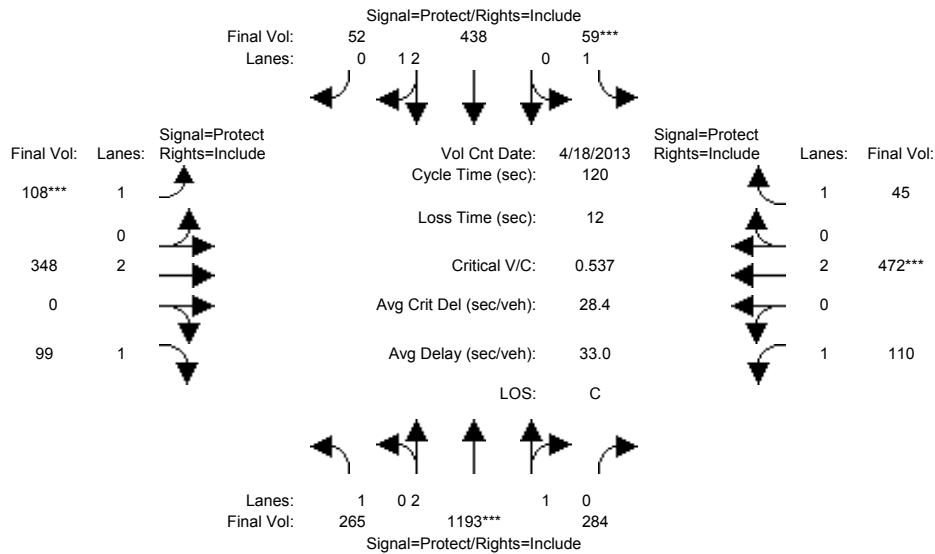 Signal=Protect/Rights=Include
Final Vol: 52 438 59***
Lanes: 0 1 2 0 1
Signal=Protect Signal=Protect
Final Vol: Lanes: Rights=Include Vol Cnt Date: 4/18/2013 Rights=Include Lanes: Final Vol:
Cycle Time (sec): 120
108*** 1 1 45
Loss Time (sec): 12
0 0
348 2 Critical V/C: 0.537 2 472***
0 Avg Crit Del (sec/veh): 28.4 0
99 1 Avg Delay (sec/veh): 33.0 1 110
LOS: C
Lanes: 1 0 2 1 0
Final Vol: 265 1193*** 284
Signal=Protect/Rights=Include